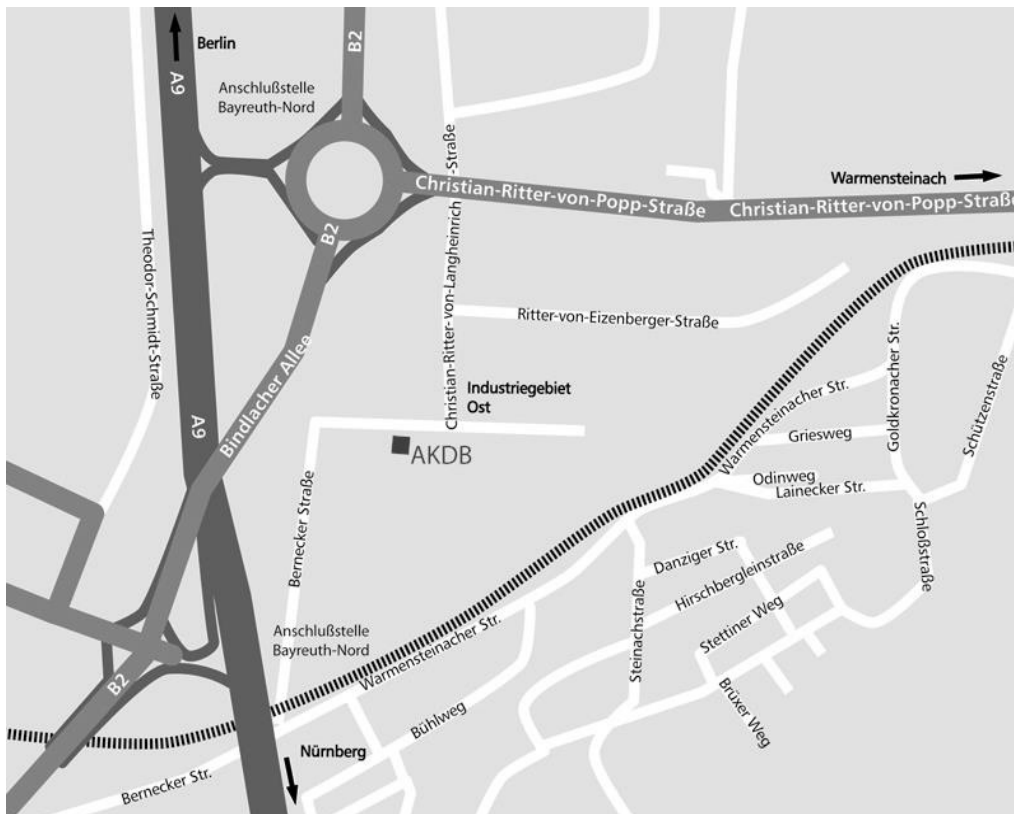 Berlin
B2
A9
Anschlußstelle
Bayreuth-Nord
Christian-Ritter-von-Langheinrich-Straße
Christian-Ritter-von-Popp-Straße
Warmensteinach
Christian-Ritter-von-Popp-Straße
B2
Theodor-Schmidt-Straße
Ritter-von-Eizenberger-Straße
Bindlacher Allee
A9
Industriegebiet
Ost
AKDB
Warmensteinacher Str.
Goldkronacher Str.
Schützenstraße
Griesweg
Odinweg
Lainecker Str.
Bernecker Straße
Schloßstraße
Danziger Str.
Hirschbergleinstraße
Steinachstraße
Stettiner Weg
Anschlußstelle
Bayreuth-Nord
Warmensteinacher Str.
B2
Brüxer Weg
Bühlweg
Nürnberg
Bernecker Str.